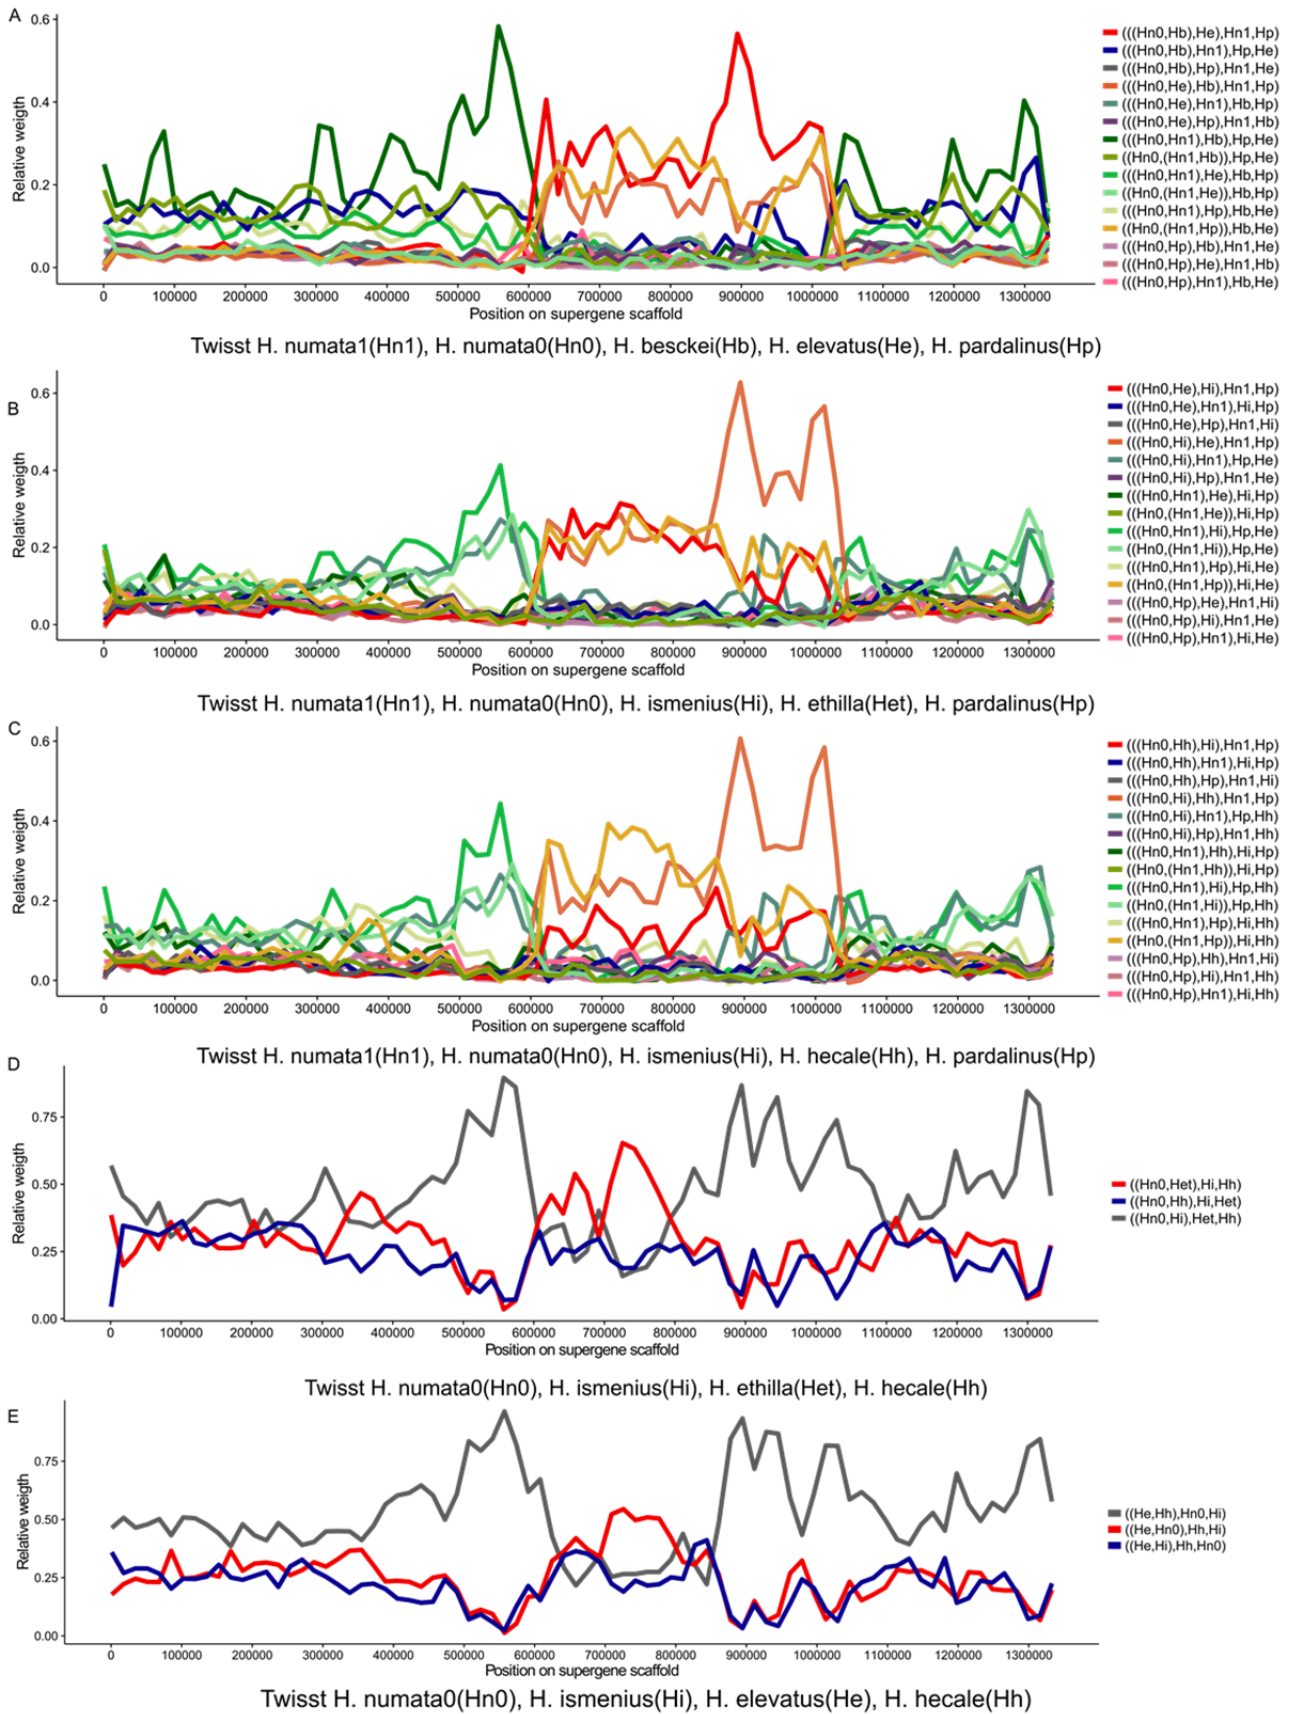 A
0.6
0.4
0.2
0.0
Relative weigth
0 100000 200000 300000 400000 500000 600000 700000 800000 900000 1000000 1100000 1200000 1300000
Position on supergene scaffold
(((Hn0,Hb),He),Hn1,Hp)
(((Hn0,Hb),Hn1),Hp,He)
(((Hn0,Hb),Hp),Hn1,He)
(((Hn0,He),Hb),Hn1,Hp)
(((Hn0,He),Hn1),Hb,Hp)
(((Hn0,He),Hp),Hn1,Hb)
(((Hn0,Hn1),Hb),Hp,He)
((Hn0,(Hn1,Hb)),Hp,He)
(((Hn0,Hn1),He),Hb,Hp)
((Hn0,(Hn1,He)),Hb,Hp)
(((Hn0,Hn1),Hp),Hb,He)
((Hn0,(Hn1,Hp)),Hb,He)
(((Hn0,Hp),Hb),Hn1,He)
(((Hn0,Hp),He),Hn1,Hb)
(((Hn0,Hp),Hn1),Hb,He)
Twisst H. numata1(Hn1), H. numata0(Hn0), H. besckei(Hb), H. elevatus(He), H. pardalinus(Hp)
B
0.6
0.4
0.2
0.0
Relative weigth
0 100000 200000 300000 400000 500000 600000 700000 800000 900000 1000000 1100000 1200000 1300000
Position on supergene scaffold
(((Hn0,He),Hi),Hn1,Hp)
(((Hn0,He),Hn1),Hi,Hp)
(((Hn0,He),Hp),Hn1,Hi)
(((Hn0,Hi),He),Hn1,Hp)
(((Hn0,Hi),Hn1),Hp,He)
(((Hn0,Hi),Hp),Hn1,He)
(((Hn0,Hn1),He),Hi,Hp)
((Hn0,(Hn1,He)),Hi,Hp)
(((Hn0,Hn1),Hi),Hp,He)
((Hn0,(Hn1,Hi)),Hp,He)
(((Hn0,Hn1),Hp),Hi,He)
((Hn0,(Hn1,Hp)),Hi,He)
(((Hn0,Hp),He),Hn1,Hi)
(((Hn0,Hp),Hi),Hn1,He)
(((Hn0,Hp),Hn1),Hi,He)
Twisst H. numata1(Hn1), H. numata0(Hn0), H. ismenius(Hi), H. ethilla(Het), H. pardalinus(Hp)
C
0.6
0.4
0.2
0.0
Relative weigth
0 100000 200000 300000 400000 500000 600000 700000 800000 900000 1000000 1100000 1200000 1300000
Position on supergene scaffold
(((Hn0,Hh),Hi),Hn1,Hp)
(((Hn0,Hh),Hn1),Hi,Hp)
(((Hn0,Hh),Hp),Hn1,Hi)
(((Hn0,Hi),Hh),Hn1,Hp)
(((Hn0,Hi),Hn1),Hp,Hh)
(((Hn0,Hi),Hp),Hn1,Hh)
(((Hn0,Hn1),Hh),Hi,Hp)
((Hn0,(Hn1,Hh)),Hi,Hp)
(((Hn0,Hn1),Hi),Hp,Hh)
((Hn0,(Hn1,Hi)),Hp,Hh)
(((Hn0,Hn1),Hp),Hi,Hh)
((Hn0,(Hn1,Hp)),Hi,Hh)
(((Hn0,Hp),Hh),Hn1,Hi)
(((Hn0,Hp),Hi),Hn1,Hh)
(((Hn0,Hp),Hn1),Hi,Hh)
Twisst H. numata1(Hn1), H. numata0(Hn0), H. ismenius(Hi), H. hecale(Hh), H. pardalinus(Hp)
D
0.75
0.50
0.25
0.00
Relative weigth
0 100000 200000 300000 400000 500000 600000 700000 800000 900000 1000000 1100000 1200000 1300000
Position on supergene scaffold
((Hn0,Het),Hi,Hh)
((Hn0,Hh),Hi,Het)
((Hn0,Hi),Het,Hh)
Twisst H. numata0(Hn0), H. ismenius(Hi), H. ethilla(Het), H. hecale(Hh)
E
0.75
0.50
0.25
0.00
Relative weigth
0 100000 200000 300000 400000 500000 600000 700000 800000 900000 1000000 1100000 1200000 1300000
Position on supergene scaffold
((He,Hh),Hn0,Hi)
((He,Hn0),Hh,Hi)
((He,Hi),Hh,Hn0)
Twisst H. numata0(Hn0), H. ismenius(Hi), H. elevatus(He), H. hecale(Hh)